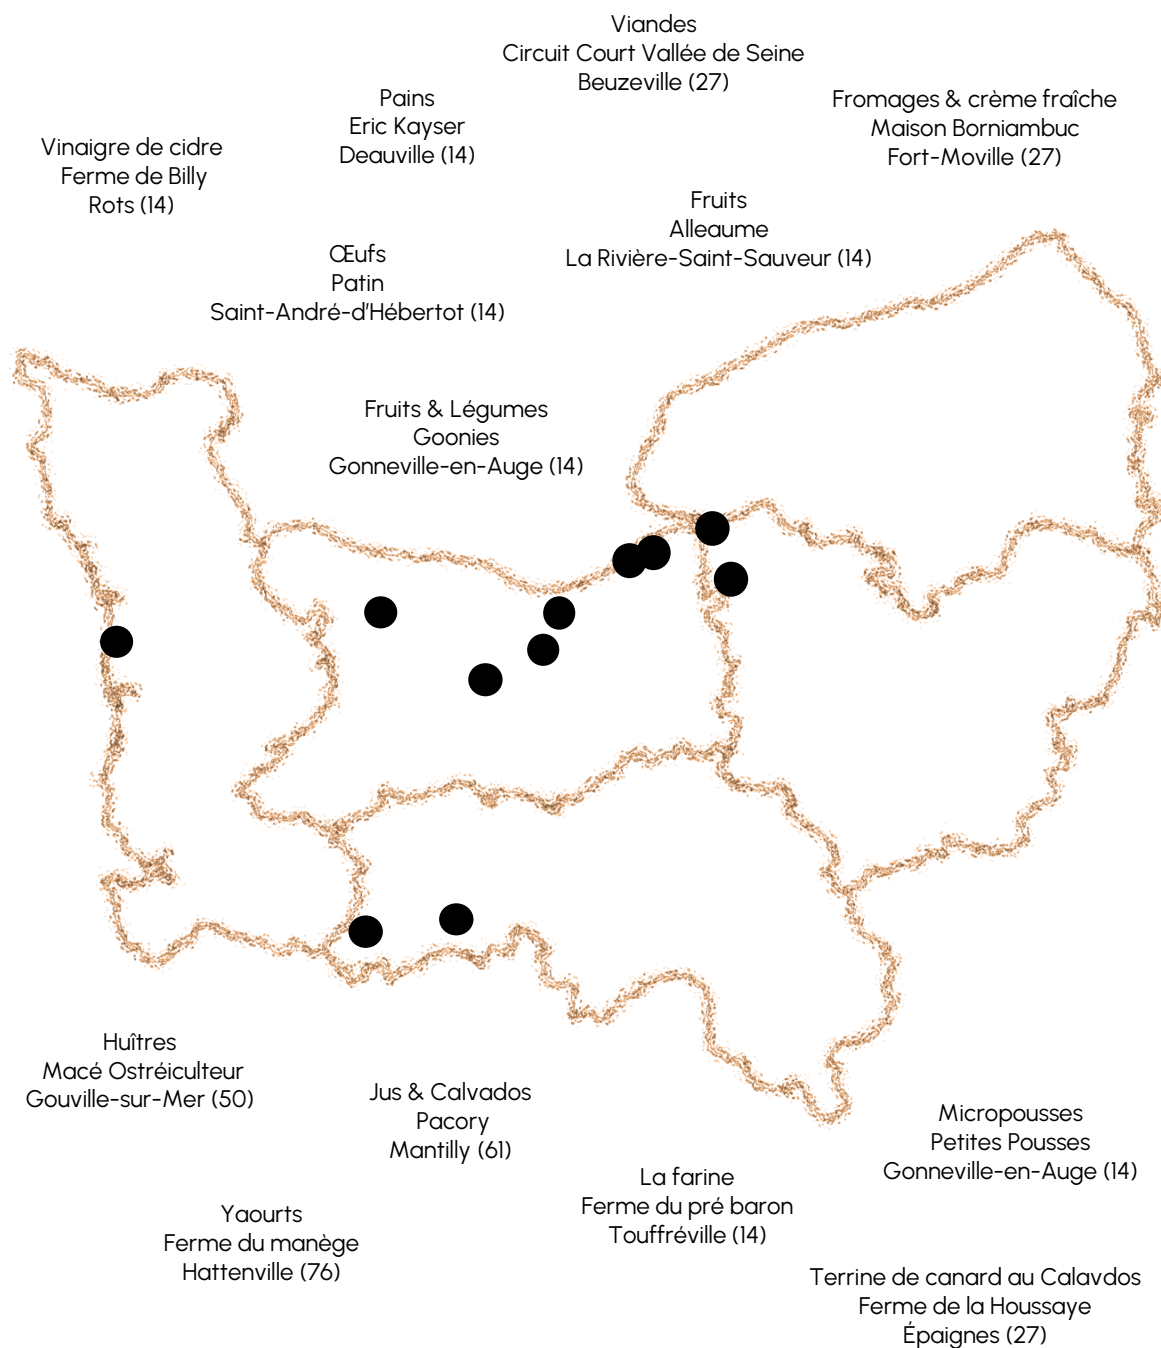 Viandes
Circuit Court Vallée de Seine
Beuzeville (27)
Pains
Eric Kayser
Deauville (14)
Fromages & crème fraîche
Maison Borniambuc
Fort-Moville (27)
Vinaigre de cidre
Ferme de Billy
Rots (14)
Fruits
Alleaume
La Rivière-Saint-Sauveur (14)
Œufs
Patin
Saint-André-d'Hébertot (14)
Fruits & Légumes
Goonies
Gonneville-en-Auge (14)
Huîtres
Macé Ostréiculteur
Gouville-sur-Mer (50)
Jus & Calvados
Pacory
Mantilly (61)
Micropousses
Petites Pousses
Gonneville-en-Auge (14)
La farine
Ferme du pré baron
Touffréville (14)
Yaourts
Ferme du manège
Hattenville (76)
Terrine de canard au Calavdos
Ferme de la Houssaye
Épaignes (27)